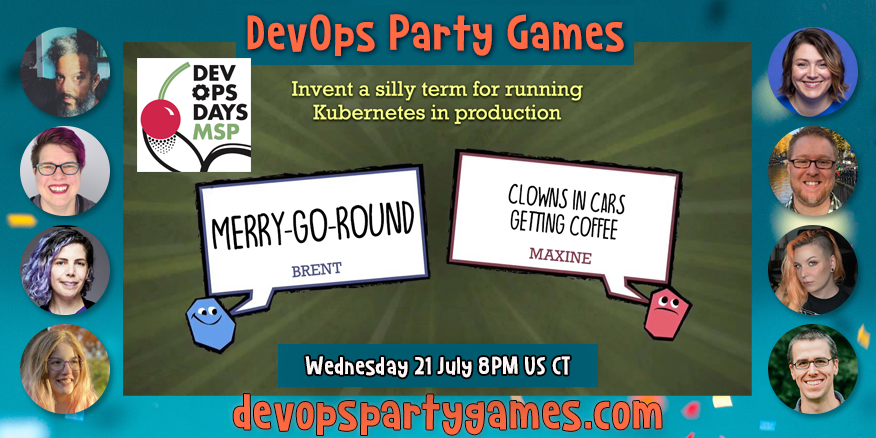 DevOps Party Games
DEV
OPS
DAYS
MSP
Invent a silly term for running
Kubernetes in production
MERRY-GO-ROUND
BRENT
CLOWNS IN CARS
GETTING COFFEE
MAXINE
Wednesday 21 July 8PM US CT
devopspartygames.com